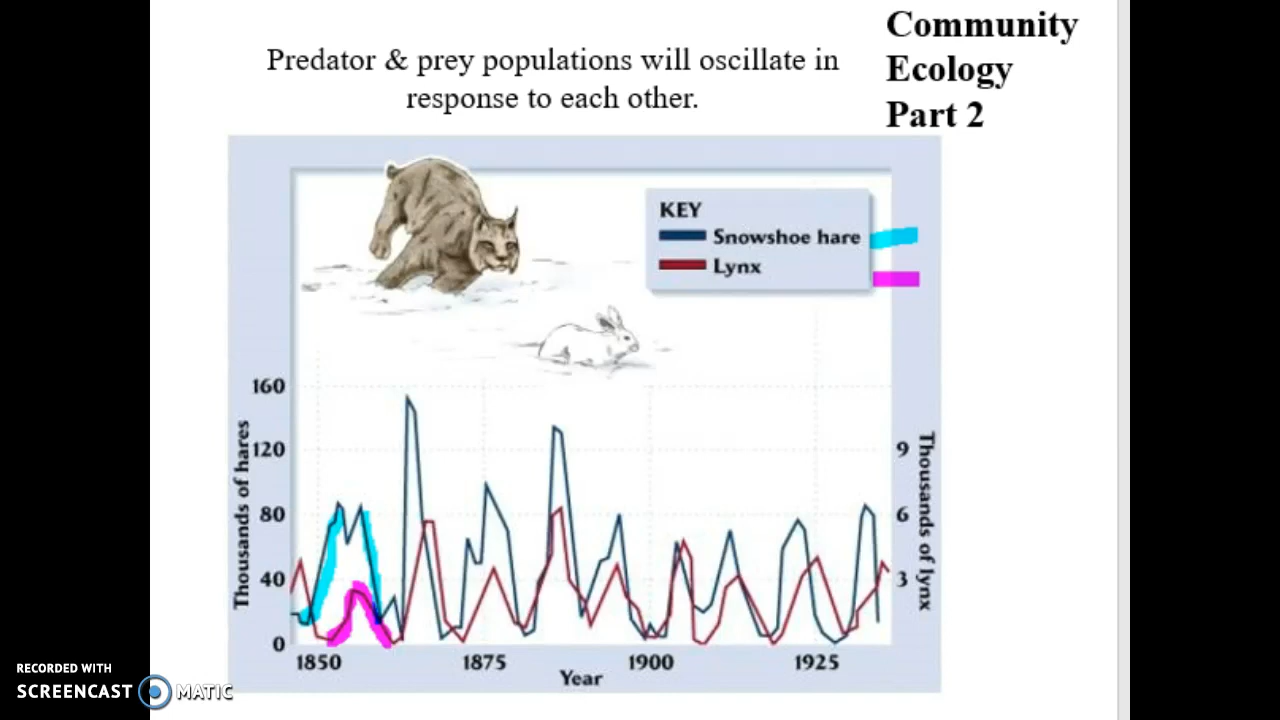 Predator & prey populations will oscillate in
response to each other.
Community
Ecology
Part 2
KEY
Snowshoe hare
Lynx
160
120
80
40
0
Thousands of hares
9
6
3
Thousands of lynx
1850
1875
1900
1925
Year
RECORDED WITH
SCREENCAST MATIC